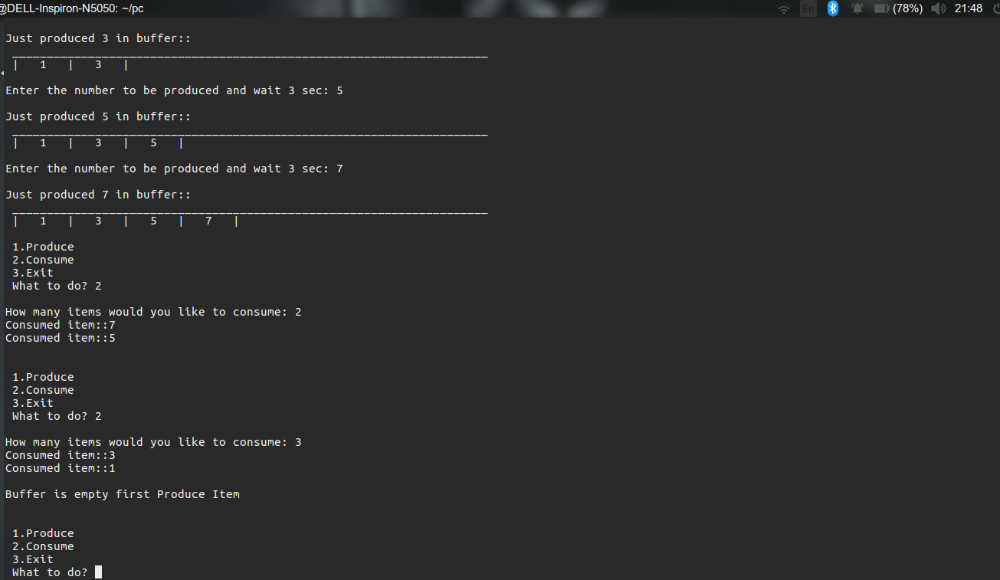 @DELL-Inspiron-N5050: ~/pc En (78%) 21:48
Just produced 3 in buffer::
_____________________________________________________________________
| 1 | 3 |
Enter the number to be produced and wait 3 sec: 5
Just produced 5 in buffer::
_____________________________________________________________________
| 1 | 3 | 5 |
Enter the number to be produced and wait 3 sec: 7
Just produced 7 in buffer::
_____________________________________________________________________
| 1 | 3 | 5 | 7 |
1.Produce
2.Consume
3.Exit
What to do? 2
How many items would you like to consume: 2
Consumed item::7
Consumed item::5
1.Produce
2.Consume
3.Exit
What to do? 2
How many items would you like to consume: 3
Consumed item::3
Consumed item::1
Buffer is empty first Produce Item
1.Produce
2.Consume
3.Exit
What to do?